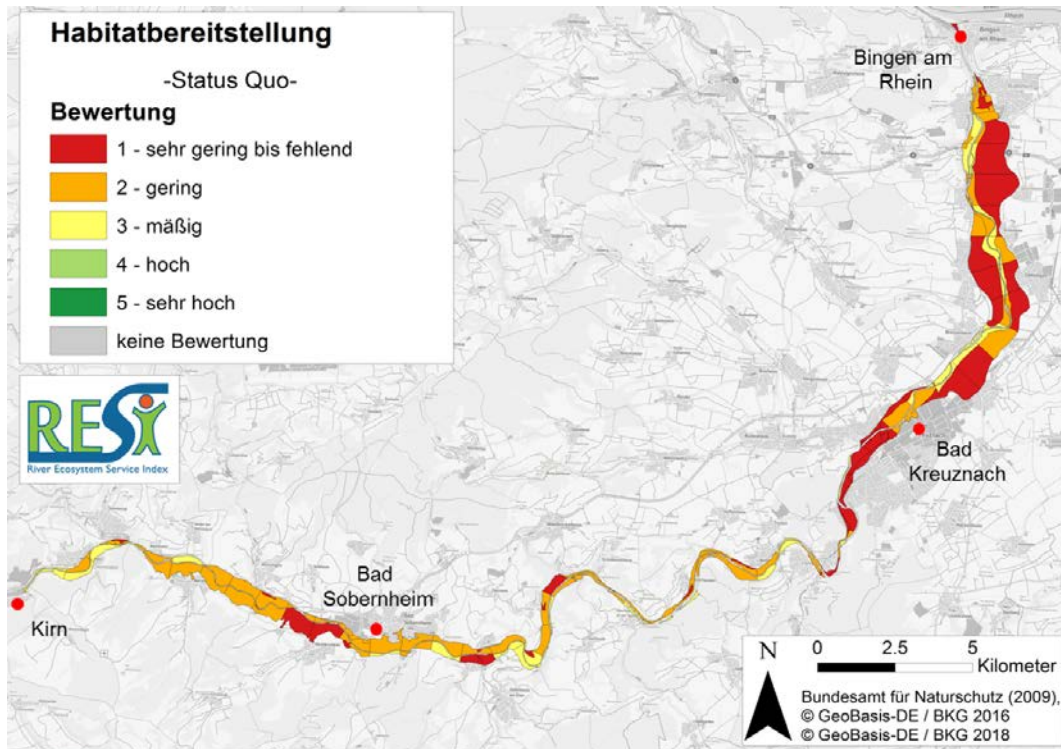 Habitatbereitstellung
-Status Quo-
Bewertung
1 - sehr gering bis fehlend
2 - gering
3 - mäßig
4 - hoch
5 - sehr hoch
keine Bewertung
RESI
River Ecosystem Service Index
Bingen am
Rhein
Bad
Kreuznach
Bad
Sobernheim
Kirn
N
0 2.5 5
Kilometer
Bundesamt für Naturschutz (2009),
© GeoBasis-DE / BKG 2016
© GeoBasis-DE / BKG 2018